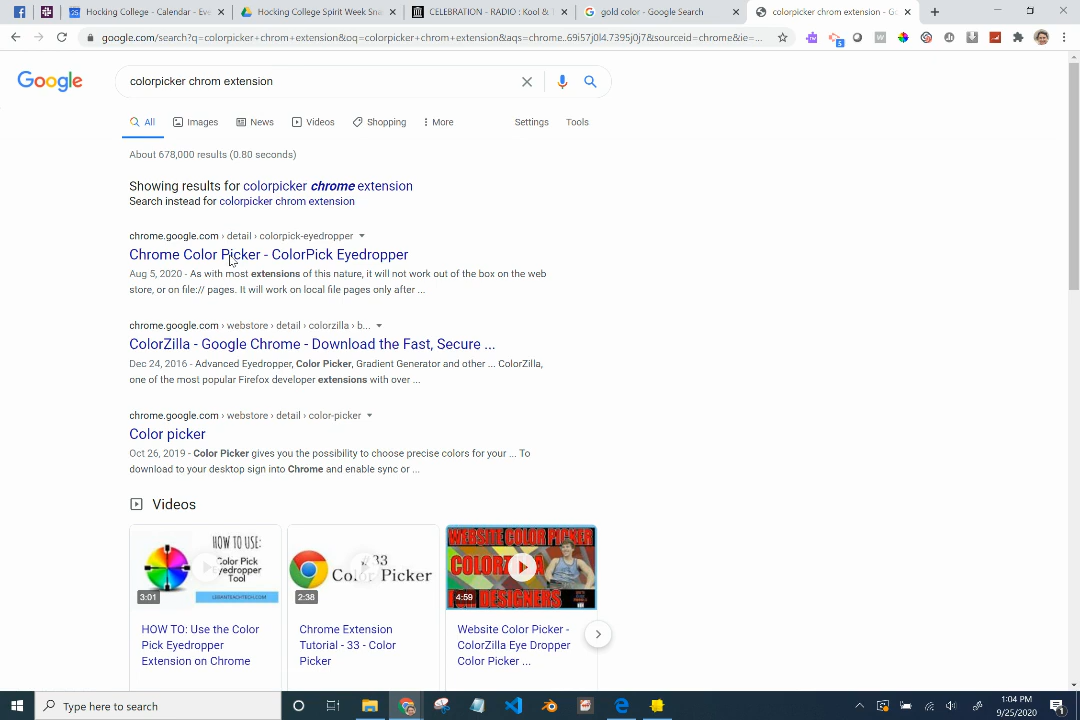 Hocking College - Calendar - Eve
Hocking College Spirit Week Sna
CELEBRATION - RADIO : Kool & T
gold color - Google Search
colorpicker chrom extension - Go
google.com/search?q=colorpicker+chrom+extension&oq=colorpicker+chrom+extension&aqs=chrome..69i57j0l4.7395j0j7&sourceid=chrome&ie=...
Google
colorpicker chrom extension
All
Images
News
Videos
Shopping
More
Settings
Tools
About 678,000 results (0.80 seconds)
Showing results for colorpicker chrome extension
Search instead for colorpicker chrom extension
chrome.google.com › detail › colorpick-eyedropper
Chrome Color Picker - ColorPick Eyedropper
Aug 5, 2020 - As with most extensions of this nature, it will not work out of the box on the web
store, or on file:// pages. It will work on local file pages only after ...
chrome.google.com › webstore › detail › colorzilla › b...
ColorZilla - Google Chrome - Download the Fast, Secure ...
Dec 24, 2016 - Advanced Eyedropper, Color Picker, Gradient Generator and other ... ColorZilla,
one of the most popular Firefox developer extensions with over ...
chrome.google.com › webstore › detail › color-picker
Color picker
Oct 26, 2019 - Color Picker gives you the possibility to choose precise colors for your ... To
download to your desktop sign into Chrome and enable sync or ...
Videos
HOW TO USE:
Color Pick
Eyedropper
Tool
3:01
HOW TO: Use the Color
Pick Eyedropper
Extension on Chrome
#33
Color Picker
2:38
Chrome Extension
Tutorial - 33 - Color
Picker
WEBSITE COLOR PICKER
COLORZILLA
FOR DESIGNERS
4:59
Website Color Picker -
ColorZilla Eye Dropper
Color Picker ...
Type here to search
1:04 PM
9/25/2020